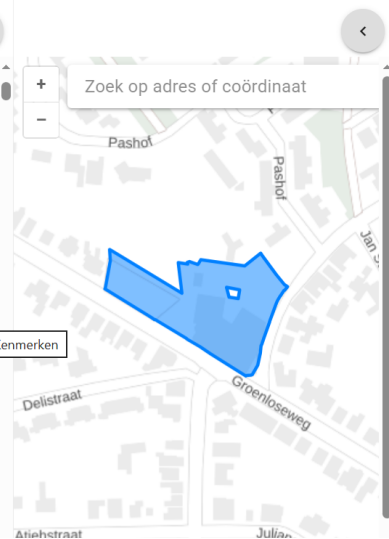 +
Zoek op adres of coördinaat
−
Pashof
Pashof
Jan S
Kenmerken
Groenloseweg
Delistraat
Atjehstraat
Julian